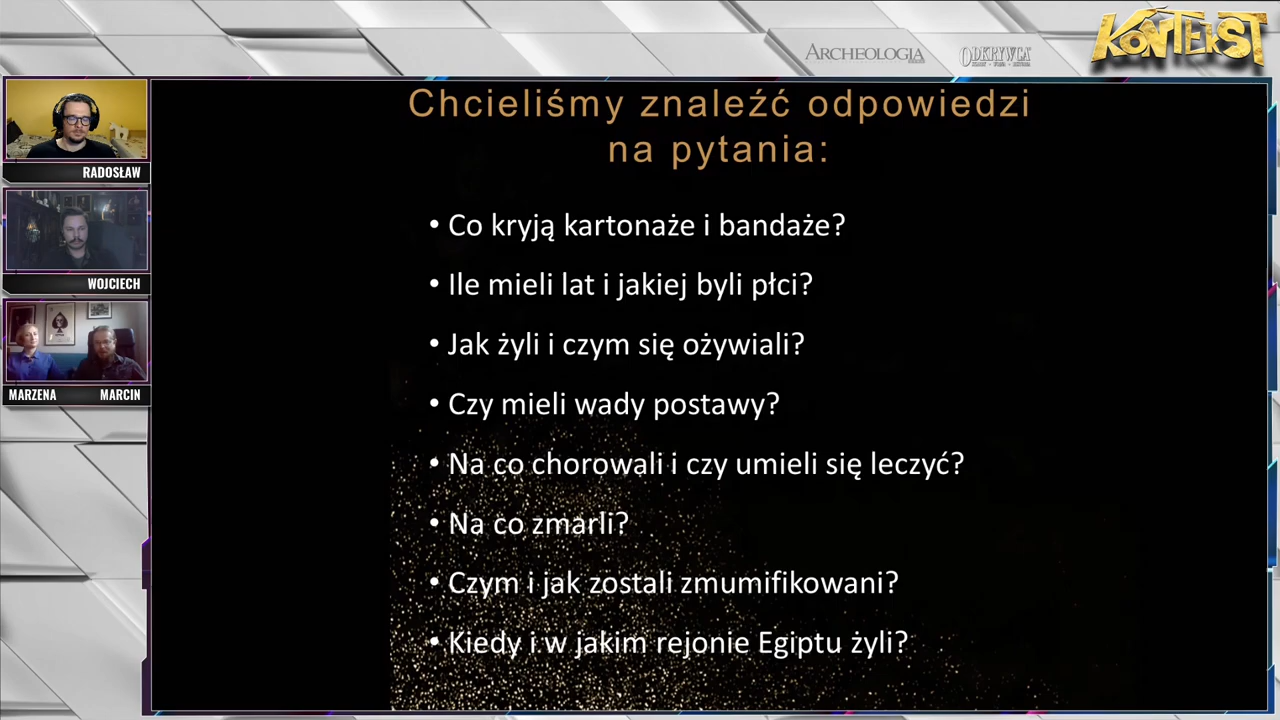 ARCHEOLOGIA
ODKRYWCA
KONTEKST
RADOSŁAW
WOJCIECH
MARZENA MARCIN
Chcieliśmy znaleźć odpowiedzi
na pytania:
• Co kryją kartonaże i bandaże?
• Ile mieli lat i jakiej byli płci?
• Jak żyli i czym się ożywiali?
• Czy mieli wady postawy?
• Na co chorowali i czy umieli się leczyć?
• Na co zmarli?
• Czym i jak zostali zmumifikowani?
• Kiedy i w jakim rejonie Egiptu żyli?